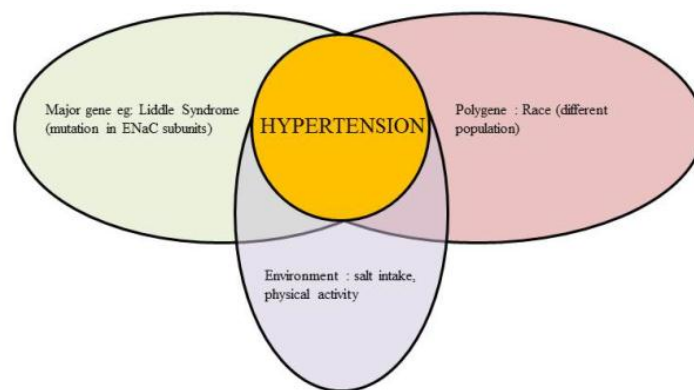 Major gene eg: Liddle Syndrome
(mutation in ENaC subunits)
HYPERTENSION
Polygene : Race (different
population)
Environment : salt intake,
physical activity